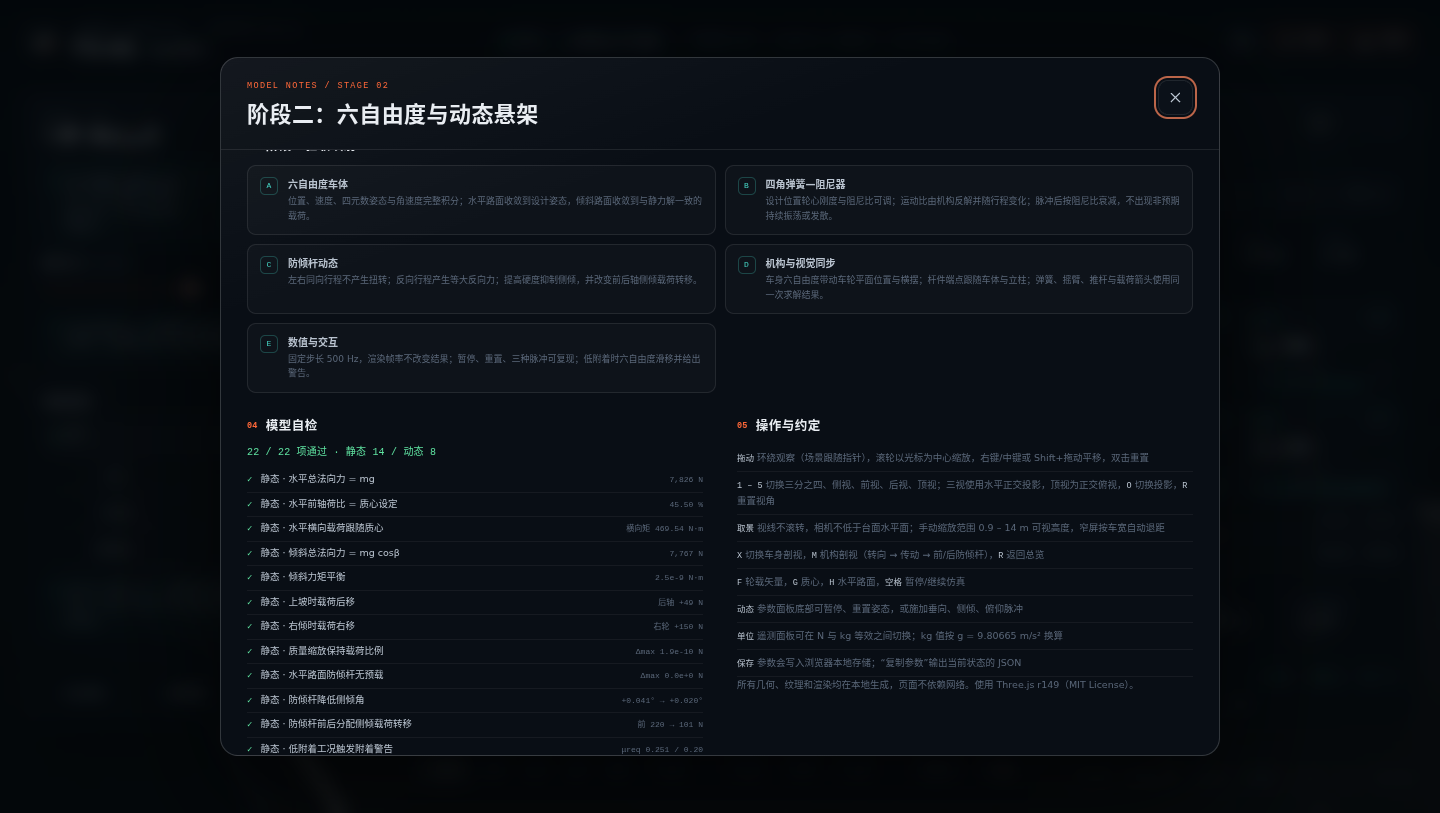 MODEL NOTES / STAGE 02
阶段二：六自由度与动态悬架
A
六自由度车体
位置、速度、四元数姿态与角速度完整积分；水平路面收敛到设计姿态，倾斜路面收敛到与静力解一致的
载荷。
B
四角弹簧—阻尼器
设计位置轮心刚度与阻尼比可调；运动比由机构反解并随行程变化；脉冲后按阻尼比衰减，不出现非预期
持续振荡或发散。
C
防倾杆动态
左右同向行程不产生扭转；反向行程产生等大反向力；提高硬度抑制侧倾，并改变前后轴侧倾载荷转移。
D
机构与视觉同步
车身六自由度带动车轮平面位置与横摆；杆件端点跟随车体与立柱；弹簧、摇臂、推杆与载荷箭头使用同
一次求解结果。
E
数值与交互
固定步长 500 Hz，渲染帧率不改变结果；暂停、重置、三种脉冲可复现；低附着时六自由度滑移并给出
警告。
04 模型自检
22 / 22 项通过 · 静态 14 / 动态 8
✓ 静态 · 水平总法向力 = mg 7,826 N
✓ 静态 · 水平前轴荷比 = 质心设定 45.50 %
✓ 静态 · 水平横向载荷跟随质心 横向矩 469.54 N·m
✓ 静态 · 倾斜总法向力 = mg cosβ 7,767 N
✓ 静态 · 倾斜力矩平衡 2.5e-9 N·m
✓ 静态 · 上坡时载荷后移 后轴 +49 N
✓ 静态 · 右倾时载荷右移 右轮 +150 N
✓ 静态 · 质量缩放保持载荷比例 Δmax 1.9e-10 N
✓ 静态 · 水平路面防倾杆无预载 Δmax 0.0e+0 N
✓ 静态 · 防倾杆降低侧倾角 +0.041° → +0.020°
✓ 静态 · 防倾杆前后分配侧倾载荷转移 前 220 → 101 N
✓ 静态 · 低附着工况触发附着警告 μreq 0.251 / 0.20
05 操作与约定
拖动 环绕观察（场景跟随指针），滚轮以光标为中心缩放，右键/中键或 Shift+拖动平移，双击重置
1 – 5 切换三分之四、侧视、前视、后视、顶视；三视使用水平正交投影，顶视为正交俯视，O 切换投影，R
重置视角
取景 视线不滚转，相机不低于台面水平面；手动缩放范围 0.9 – 14 m 可视高度，窄屏按车宽自动退距
X 切换车身剖视，M 机构剖视（转向 → 传动 → 前/后防倾杆），R 返回总览
F 轮载矢量，G 质心，H 水平路面，空格 暂停/继续仿真
动态 参数面板底部可暂停、重置姿态，或施加垂向、侧倾、俯仰脉冲
单位 遥测面板可在 N 与 kg 等效之间切换；kg 值按 g = 9.80665 m/s² 换算
保存 参数会写入浏览器本地存储；“复制参数”输出当前状态的 JSON
所有几何、纹理和渲染均在本地生成，页面不依赖网络。使用 Three.js r149（MIT License）。